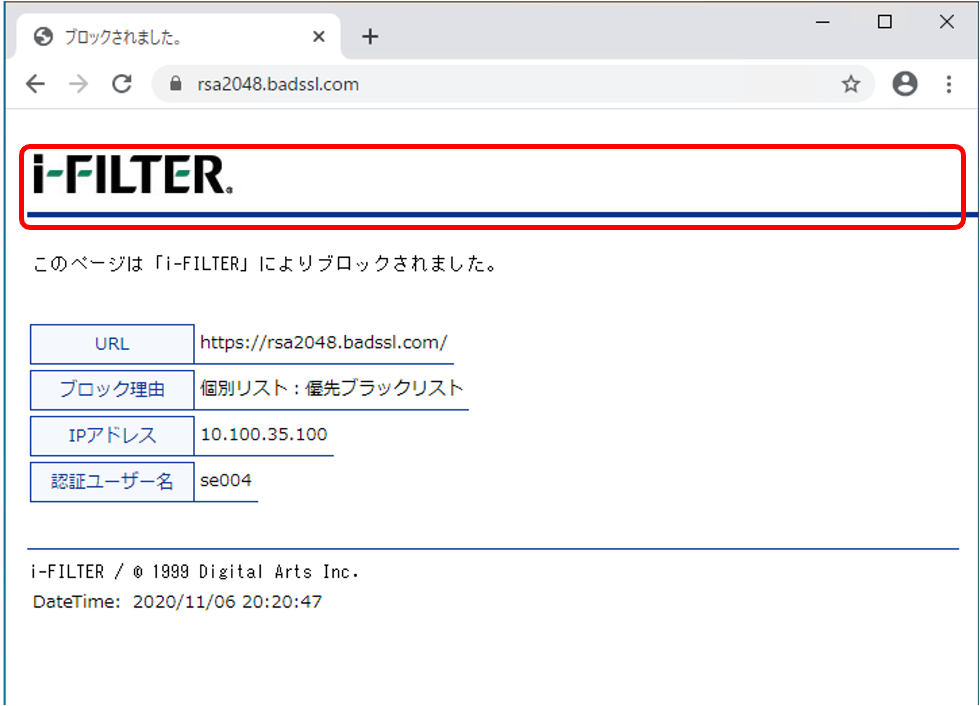 ブロックされました。
rsa2048.badssl.com
i-FILTER®
このページは「i-FILTER」によりブロックされました。
URL https://rsa2048.badssl.com/
ブロック理由 個別リスト：優先ブラックリスト
IPアドレス 10.100.35.100
認証ユーザー名 se004
i-FILTER / © 1999 Digital Arts Inc.
DateTime: 2020/11/06 20:20:47